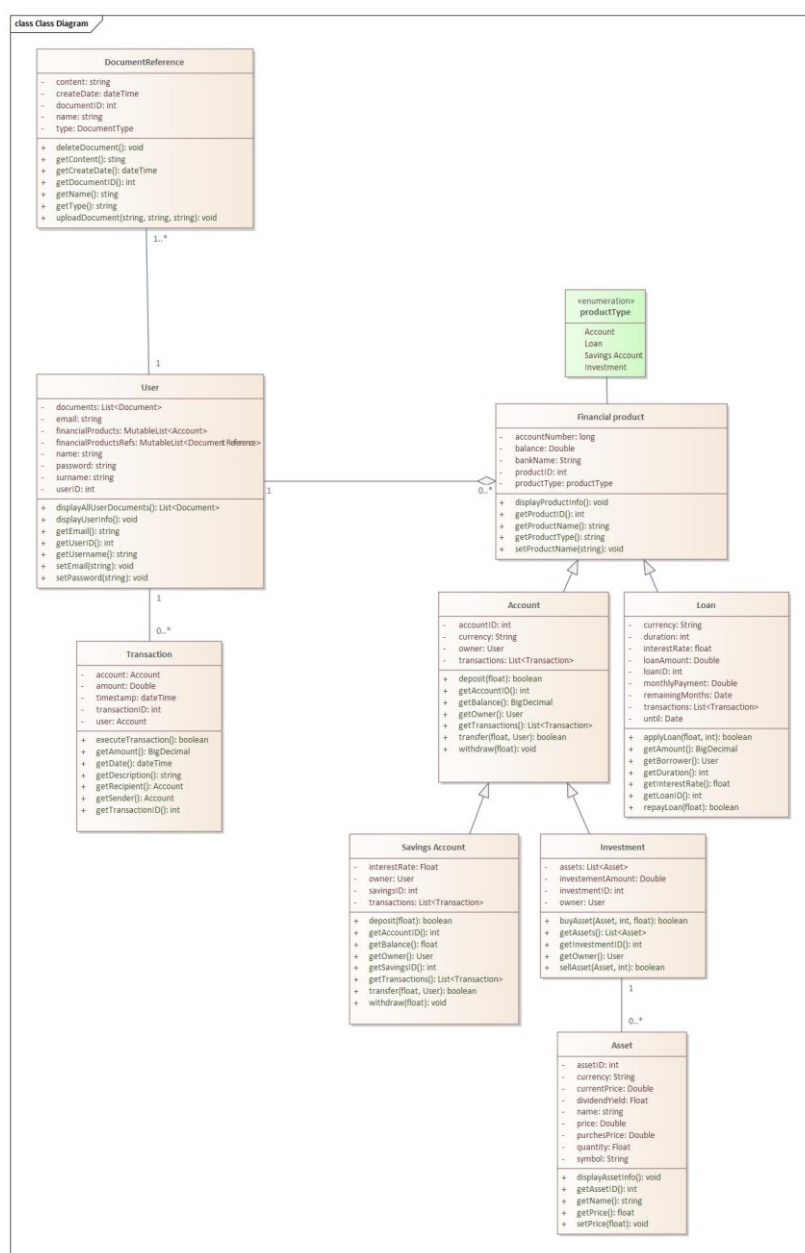 class Class Diagram
DocumentReference
- content: string
- createDate: dateTime
- documentID: int
- name: string
- type: DocumentType
+ deleteDocument(): void
+ getContent(): sting
+ getCreateDate(): dateTime
+ getDocumentID(): int
+ getName(): sting
+ getType(): string
+ uploadDocument(string, string, string): void
1..*
1
«enumeration»
productType
Account
Loan
Savings Account
Investment
User
- documents: List<Document>
- email: string
- financialProducts: MutableList<Account>
- financialProductsRefs: MutableList<DocumentReference>
- name: string
- password: string
- surname: string
- userID: int
+ displayAllUserDocuments(): List<Document>
+ displayUserInfo(): void
+ getEmail(): string
+ getUserID(): int
+ getUsername(): string
+ setEmail(string): void
+ setPassword(string): void
1
0..*
Financial product
- accountNumber: long
- balance: Double
- bankName: String
- productID: int
- productType: productType
+ displayProductInfo(): void
+ getProductID(): int
+ getProductName(): string
+ getProductType(): string
+ setProductName(string): void
1
0..*
Transaction
- account: Account
- amount: Double
- timestamp: dateTime
- transactionID: int
- user: Account
+ executeTransaction(): boolean
+ getAmount(): BigDecimal
+ getDate(): dateTime
+ getDescription(): string
+ getRecipient(): Account
+ getSender(): Account
+ getTransactionID(): int
Account
- accountID: int
- currency: String
- owner: User
- transactions: List<Transaction>
+ deposit(float): boolean
+ getAccountID(): int
+ getBalance(): BigDecimal
+ getOwner(): User
+ getTransactions(): List<Transaction>
+ transfer(float, User): boolean
+ withdraw(float): void
Loan
- currency: String
- duration: int
- interestRate: float
- loanAmount: Double
- loanID: int
- monthlyPayment: Double
- remainingMonths: Date
- transactions: List<Transaction>
- until: Date
+ applyLoan(float, int): boolean
+ getAmount(): BigDecimal
+ getBorrower(): User
+ getDuration(): int
+ getInterestRate(): float
+ getLoanID(): int
+ repayLoan(float): boolean
Savings Account
- interestRate: Float
- owner: User
- savingsID: int
- transactions: List<Transaction>
+ deposit(float): boolean
+ getAccountID(): int
+ getBalance(): float
+ getOwner(): User
+ getSavingsID(): int
+ getTransactions(): List<Transaction>
+ transfer(float, User): boolean
+ withdraw(float): void
Investment
- assets: List<Asset>
- investementAmount: Double
- investmentID: int
- owner: User
+ buyAsset(Asset, int, float): boolean
+ getAssets(): List<Asset>
+ getInvestmentID(): int
+ getOwner(): User
+ sellAsset(Asset, int): boolean
1
0..*
Asset
- assetID: int
- currency: String
- currentPrice: Double
- dividendYield: Float
- name: string
- price: Double
- purchesPrice: Double
- quantity: Float
- symbol: String
+ displayAssetInfo(): void
+ getAssetID(): int
+ getName(): string
+ getPrice(): float
+ setPrice(float): void